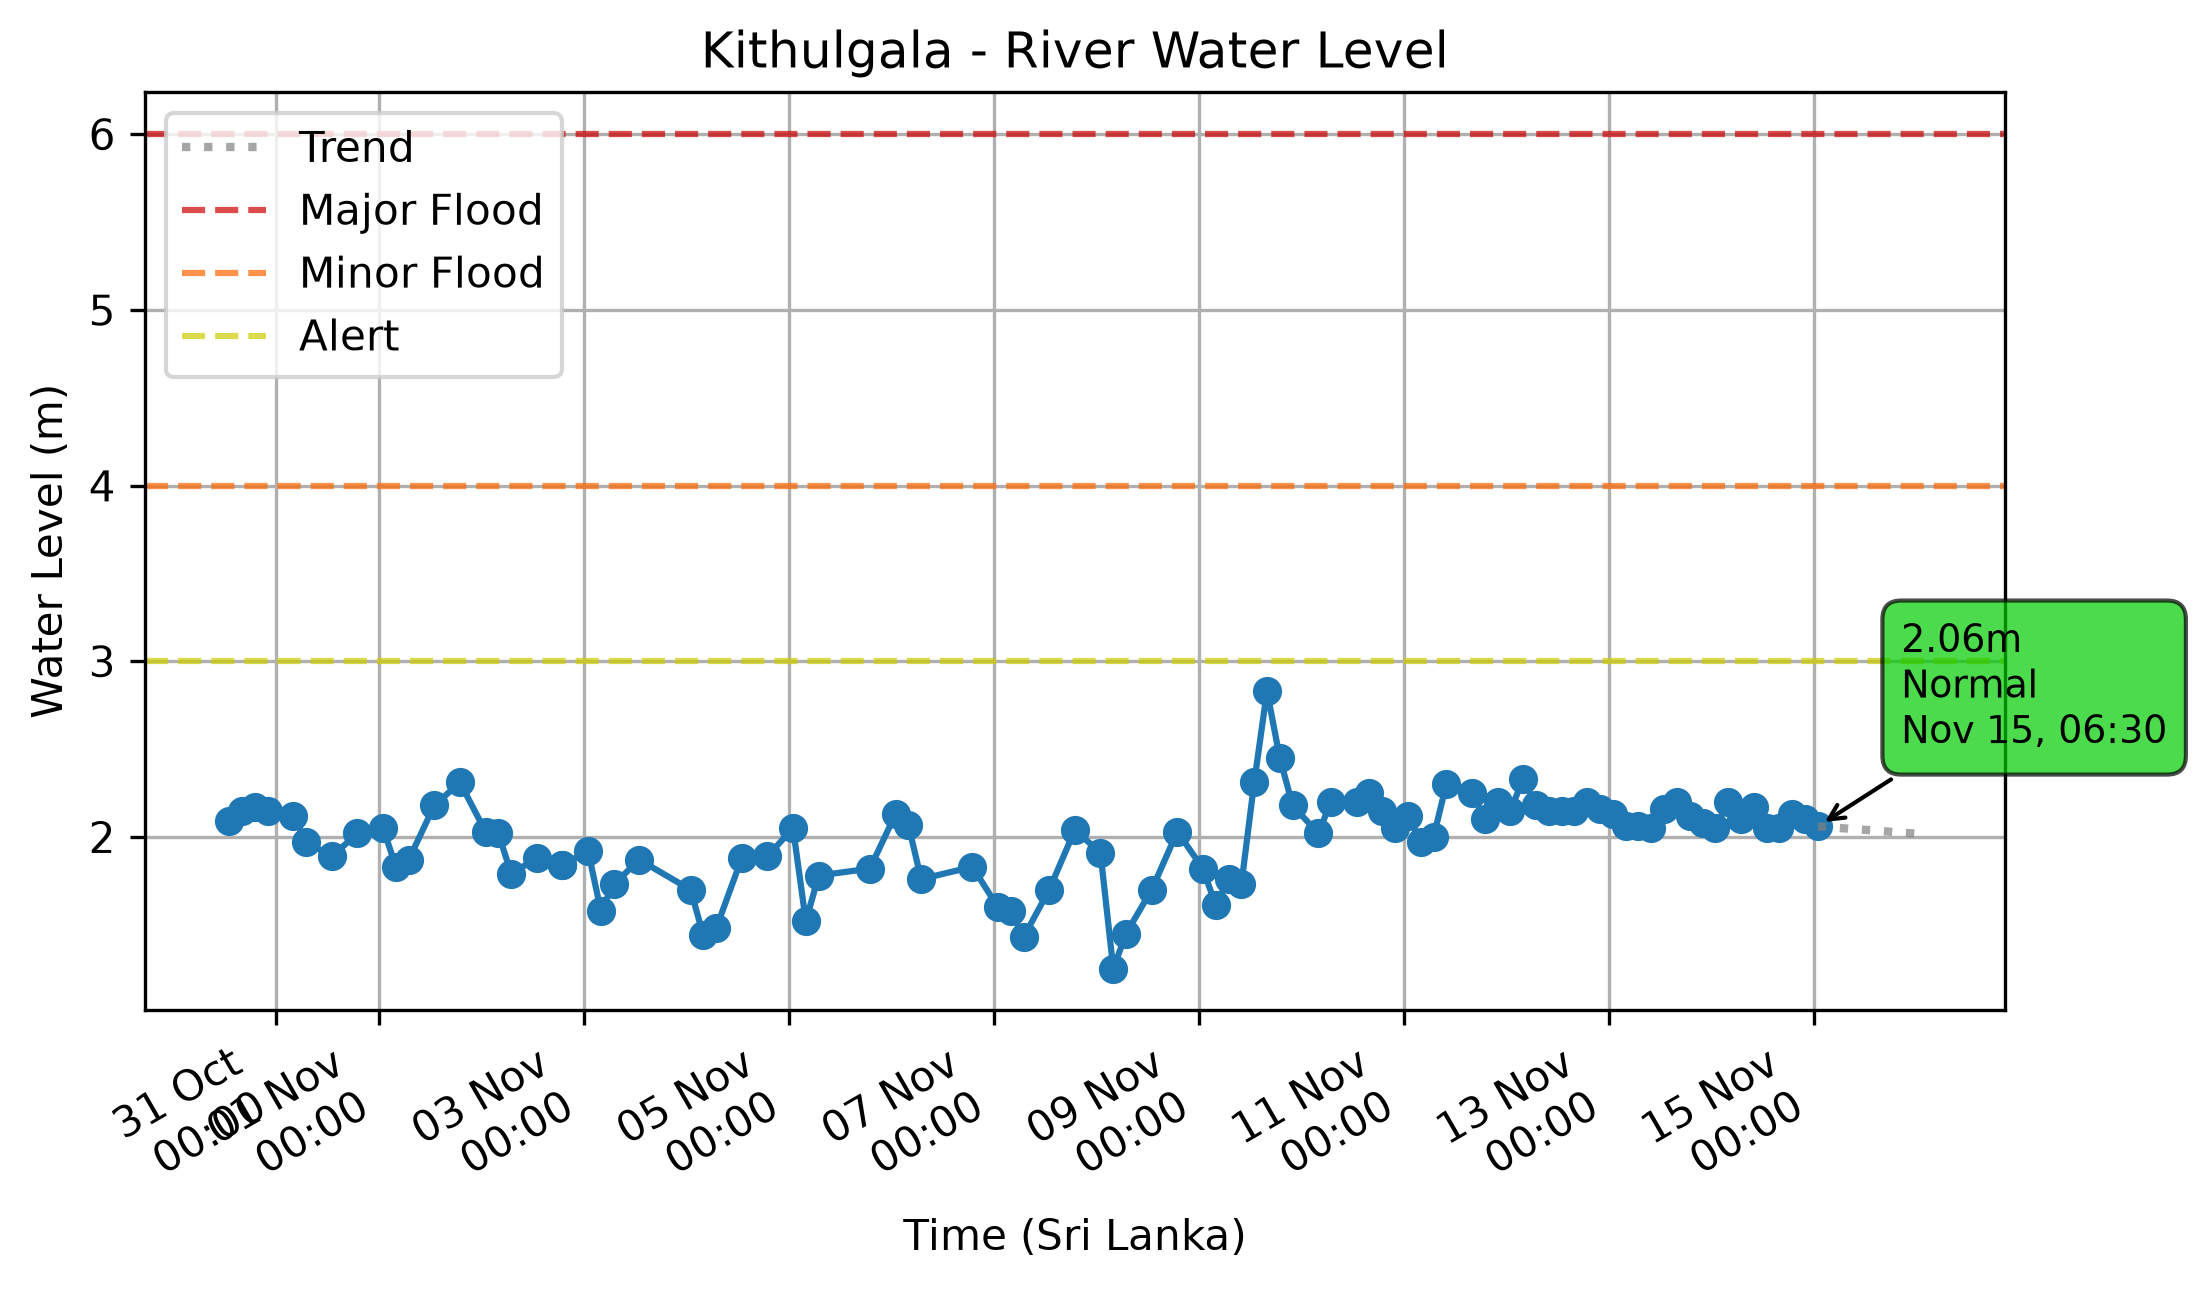 Kithulgala - River Water Level
Trend
Major Flood
Minor Flood
Alert
6
5
4
3
2
Water Level (m)
2.06m
Normal
Nov 15, 06:30
31 Oct
00:00
01 Nov
00:00
03 Nov
00:00
05 Nov
00:00
07 Nov
00:00
09 Nov
00:00
11 Nov
00:00
13 Nov
00:00
15 Nov
00:00
Time (Sri Lanka)